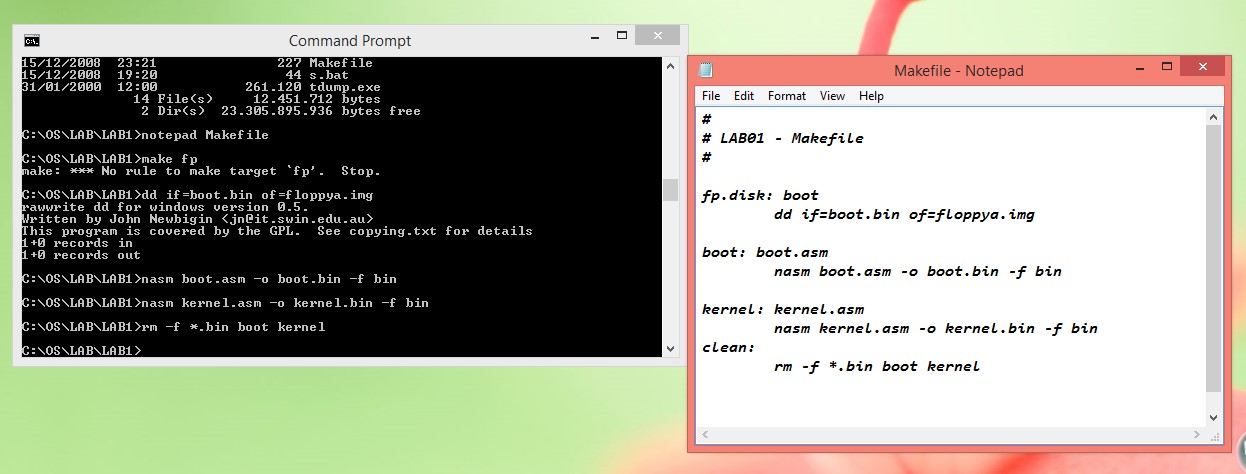 Command Prompt
15/12/2008  23:21               227 Makefile
15/12/2008  19:20                44 s.bat
31/01/2000  12:00           261.120 tdump.exe
14 File(s)     12.451.712 bytes
2 Dir(s)  23.305.895.936 bytes free
C:\OS\LAB\LAB1>notepad Makefile
C:\OS\LAB\LAB1>make fp
make: *** No rule to make target `fp'.  Stop.
C:\OS\LAB\LAB1>dd if=boot.bin of=floppya.img
rawwrite dd for windows version 0.5.
Written by John Newbigin <jn@it.swin.edu.au>
This program is covered by the GPL.  See copying.txt for details
1+0 records in
1+0 records out
C:\OS\LAB\LAB1>nasm boot.asm -o boot.bin -f bin
C:\OS\LAB\LAB1>nasm kernel.asm -o kernel.bin -f bin
C:\OS\LAB\LAB1>rm -f *.bin boot kernel
C:\OS\LAB\LAB1>
Makefile - Notepad
File Edit Format View Help
#
# LAB01 - Makefile
#
fp.disk: boot
dd if=boot.bin of=floppya.img
boot: boot.asm
nasm boot.asm -o boot.bin -f bin
kernel: kernel.asm
nasm kernel.asm -o kernel.bin -f bin
clean:
rm -f *.bin boot kernel